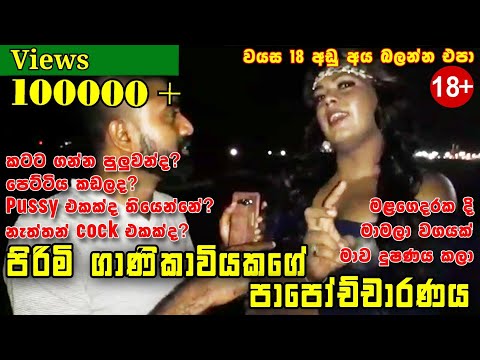 Views
100000 +
වයස 18 අඩු අය බලන්න එපා
18+
කටට ගන්න පුලුවන්ද?
පෙට්ටිය කඩලද?
Pussy එකක්ද තියෙන්නේ?
නැත්තන් cock එකක්ද?
මළගෙදරක දි
මාමලා වගයක්
මාව දූෂණය කලා
පිරිමි ගාණිකාවියකගේ
පාපෝච්චාරණය